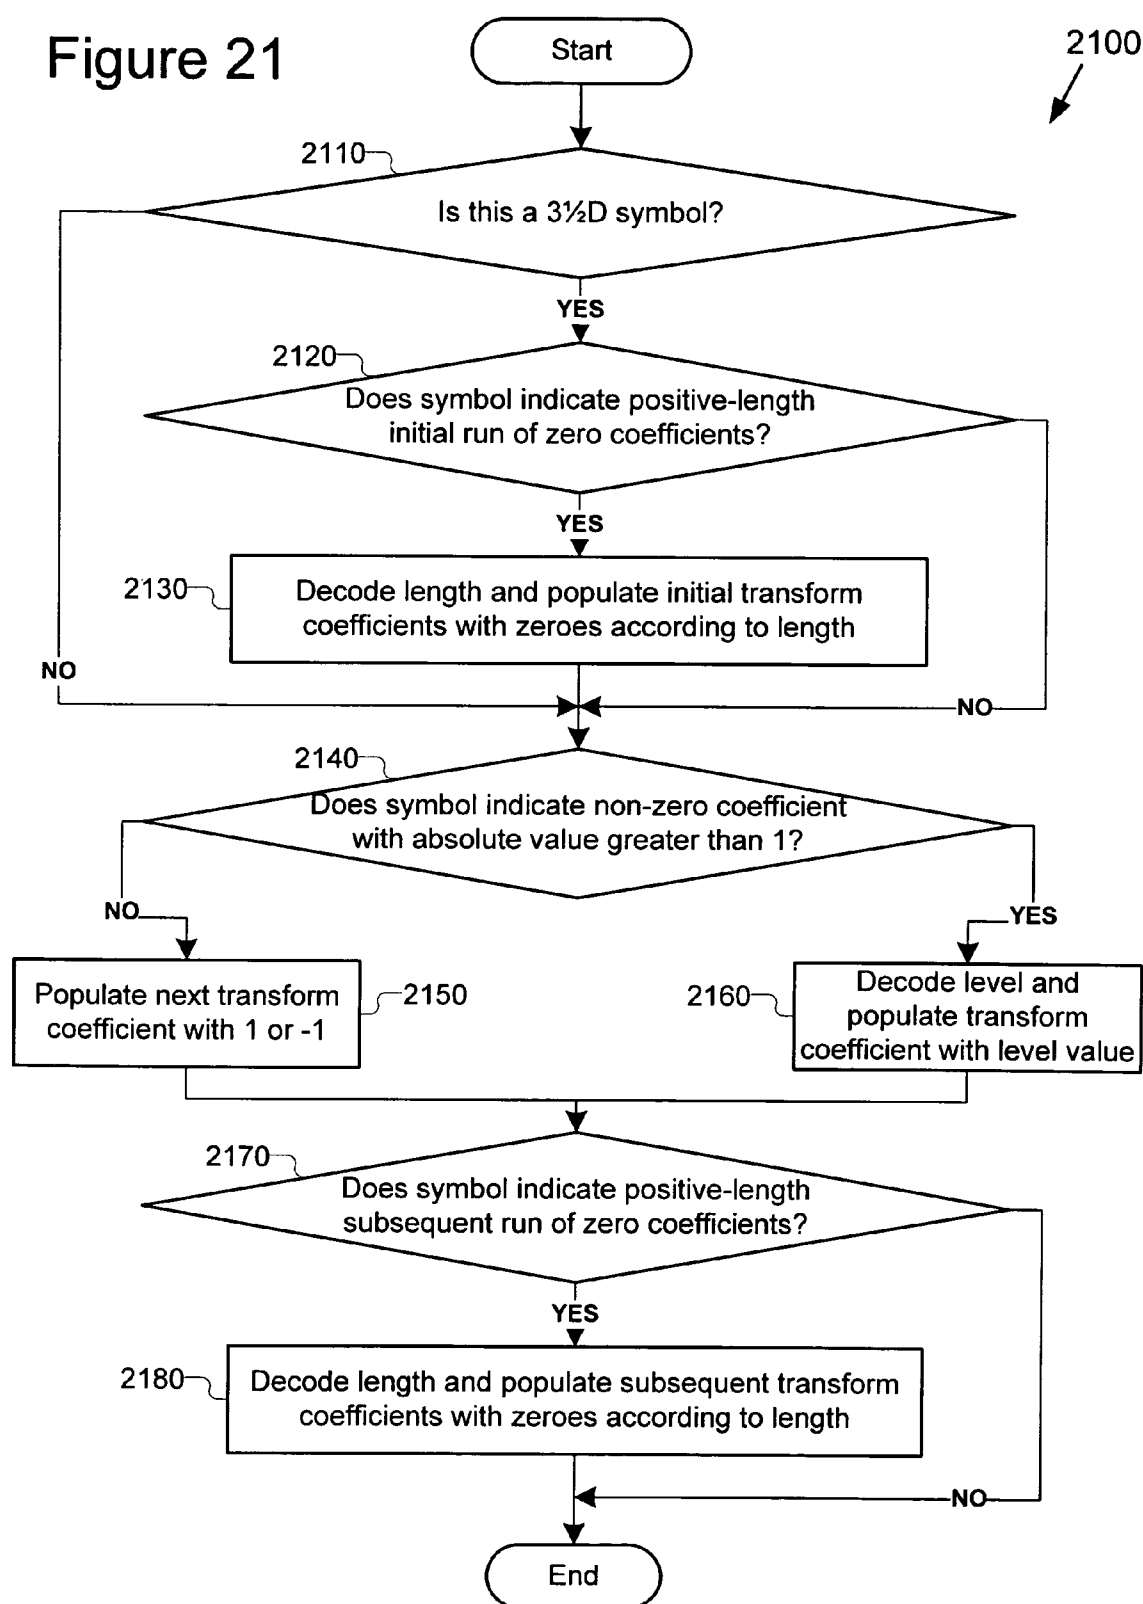 Figure 21
Start
2100
2110
Is this a 3½D symbol?
YES
2120
Does symbol indicate positive-length
initial run of zero coefficients?
YES
2130
Decode length and populate initial transform
coefficients with zeroes according to length
NO
NO
2140
Does symbol indicate non-zero coefficient
with absolute value greater than 1?
NO
YES
Populate next transform
coefficient with 1 or -1
2150
2160
Decode level and
populate transform
coefficient with level value
2170
Does symbol indicate positive-length
subsequent run of zero coefficients?
YES
2180
Decode length and populate subsequent transform
coefficients with zeroes according to length
NO
End